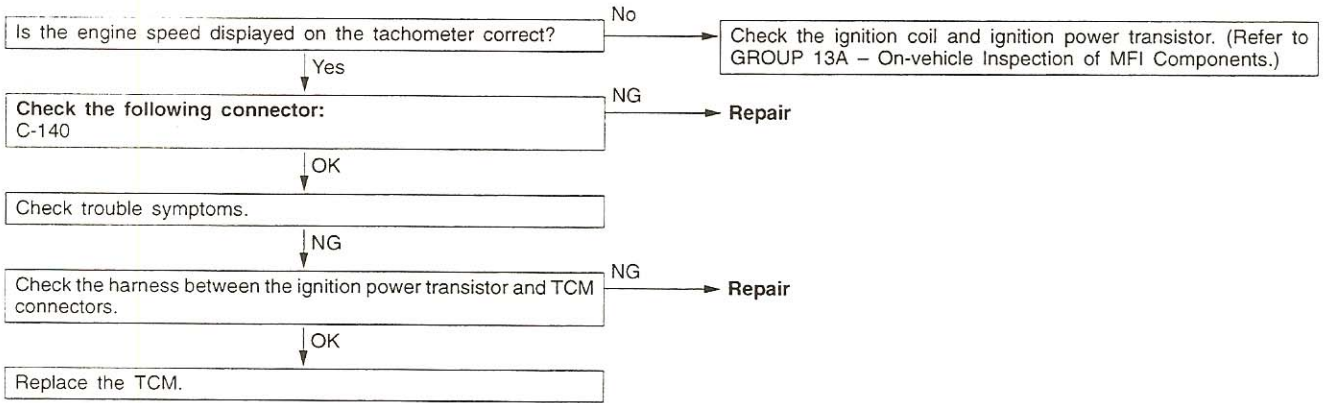 Is the engine speed displayed on the tachometer correct?
No
Check the ignition coil and ignition power transistor. (Refer to
GROUP 13A – On-vehicle Inspection of MFI Components.)
Yes
Check the following connector:
C-140
NG
Repair
OK
Check trouble symptoms.
NG
Check the harness between the ignition power transistor and TCM
connectors.
NG
Repair
OK
Replace the TCM.